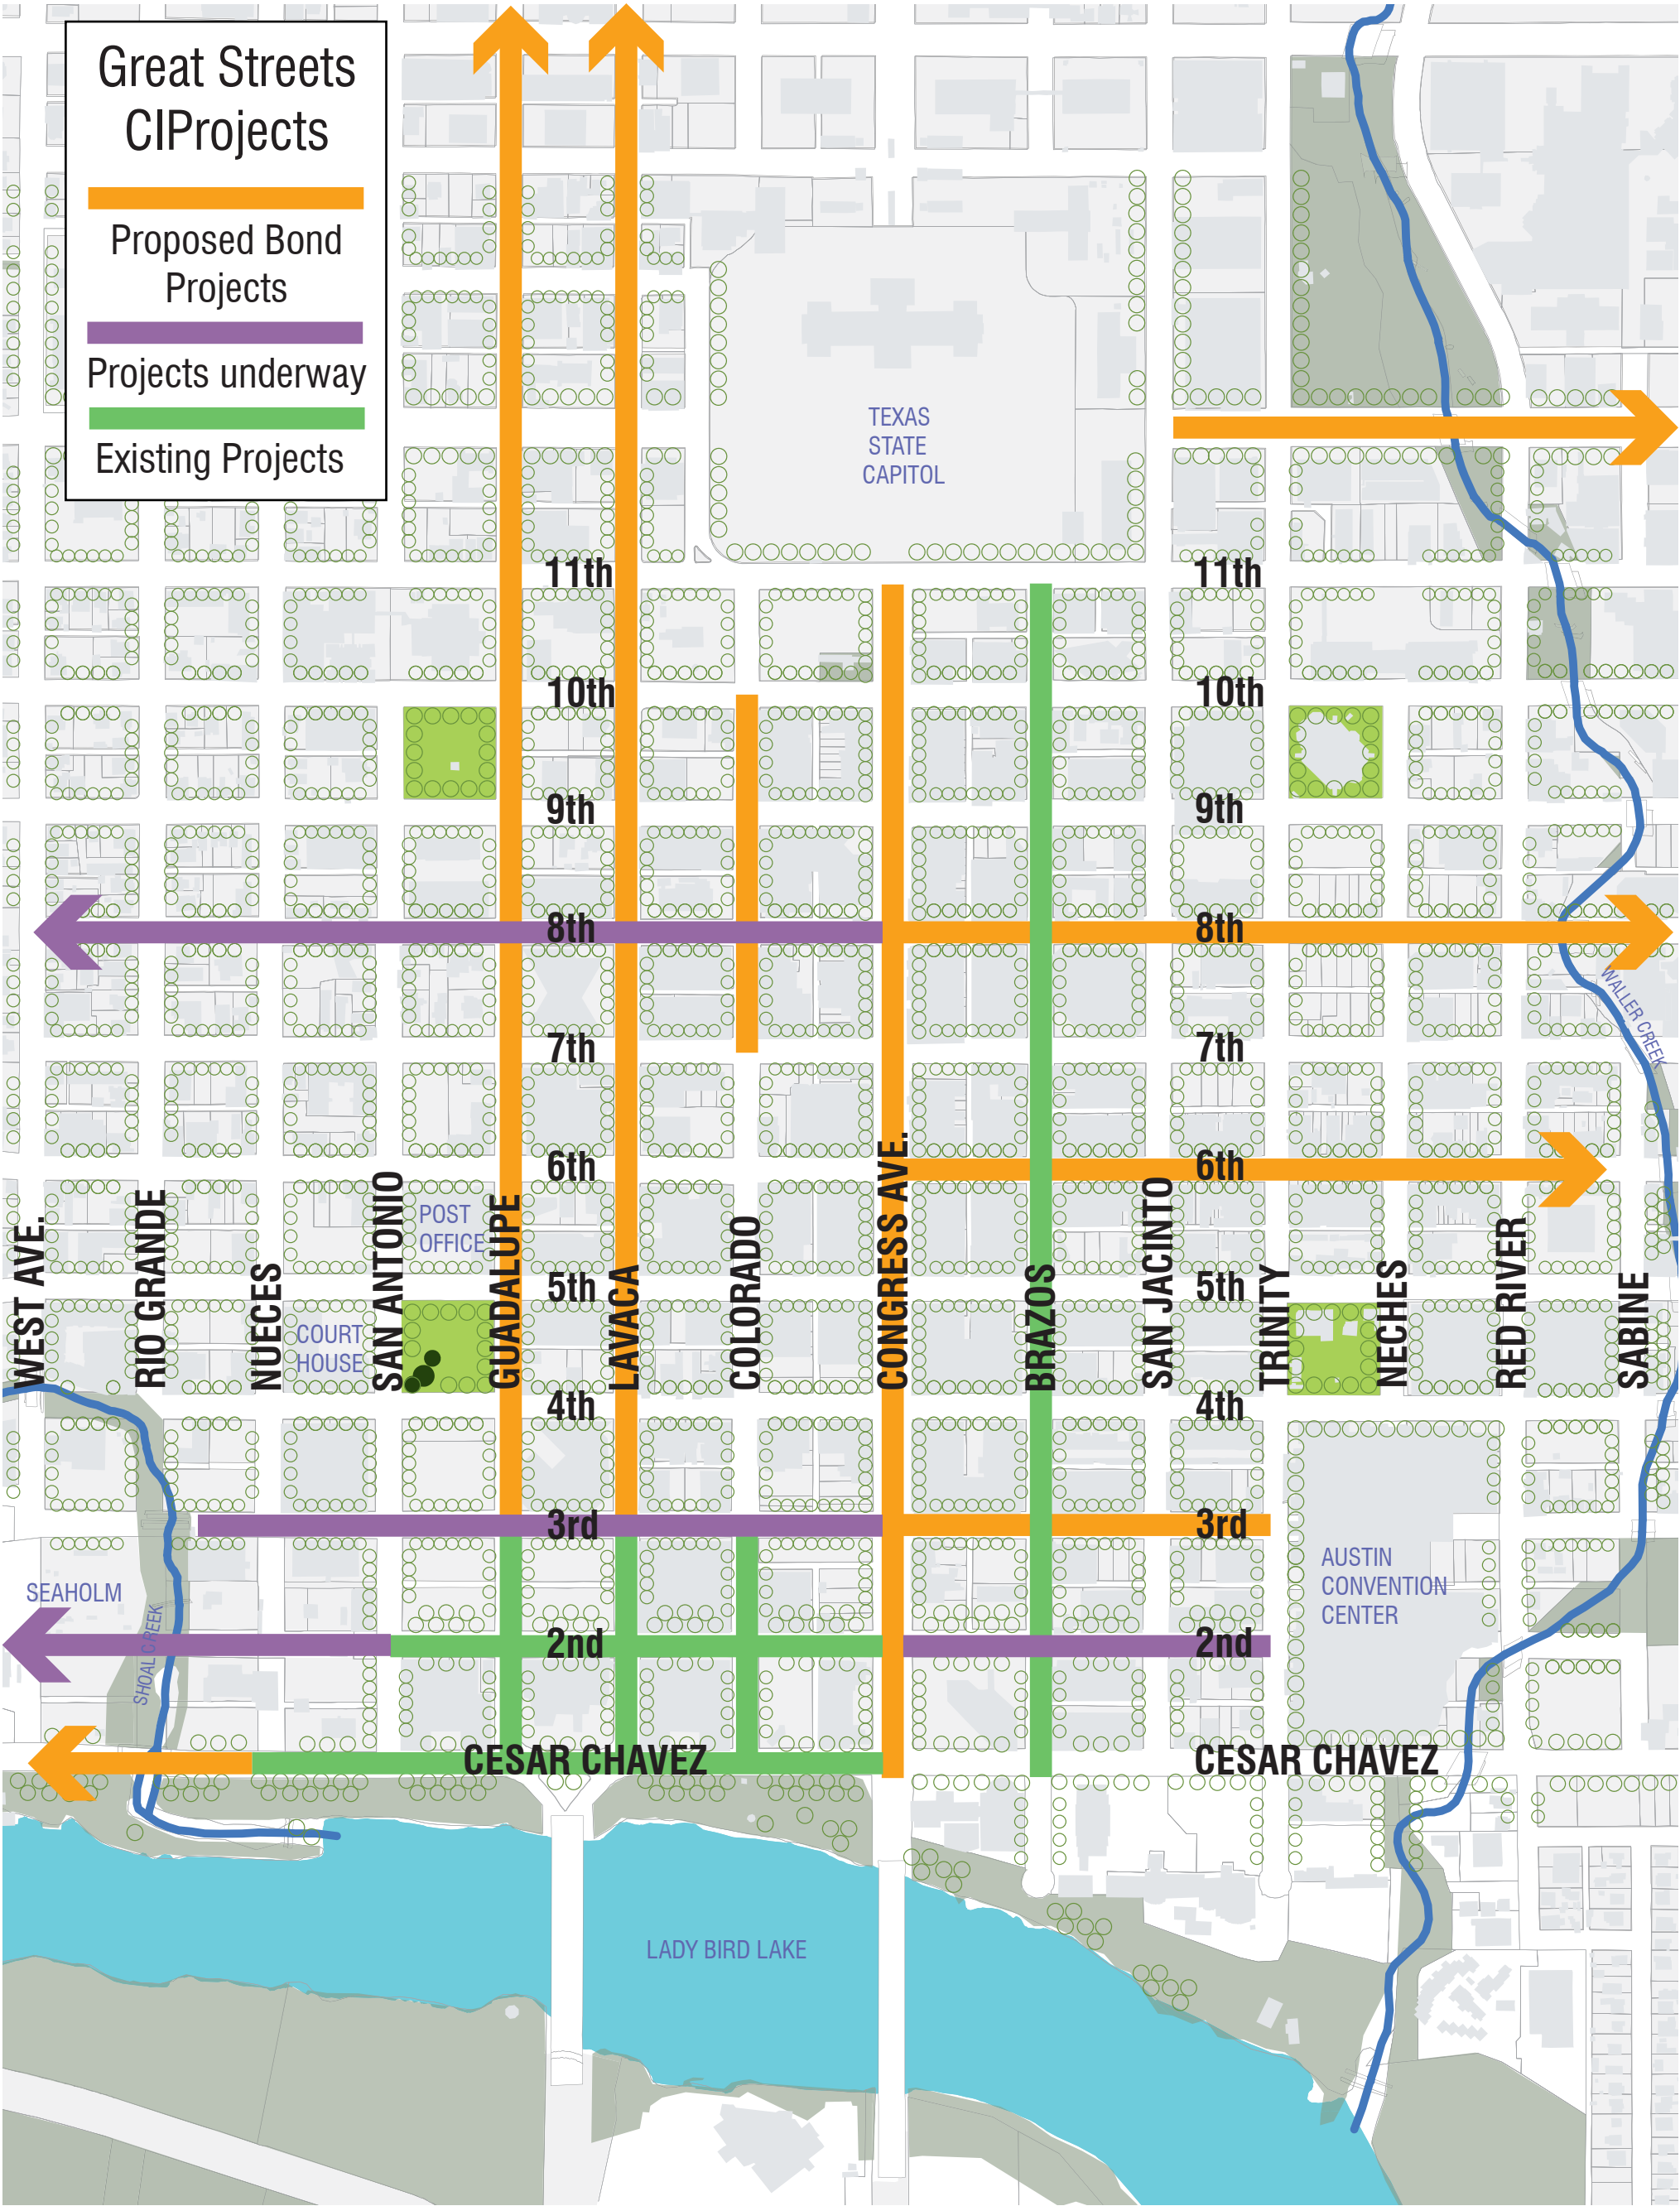 Great Streets
CIProjects
Proposed Bond
Projects
Projects underway
Existing Projects
TEXAS
STATE
CAPITOL
11th
11th
10th
10th
9th
9th
8th
8th
WALLER CREEK
7th
7th
6th
6th
POST
OFFICE
WEST AVE.
RIO GRANDE
NUECES
SAN ANTONIO
GUADALUPE
LAVACA
COLORADO
CONGRESS AVE.
BRAZOS
SAN JACINTO
TRINITY
NECHES
RED RIVER
SABINE
5th
5th
COURT
HOUSE
4th
4th
3rd
3rd
AUSTIN
CONVENTION
CENTER
SEAHOLM
SHOAL CREEK
2nd
2nd
CESAR CHAVEZ
CESAR CHAVEZ
LADY BIRD LAKE